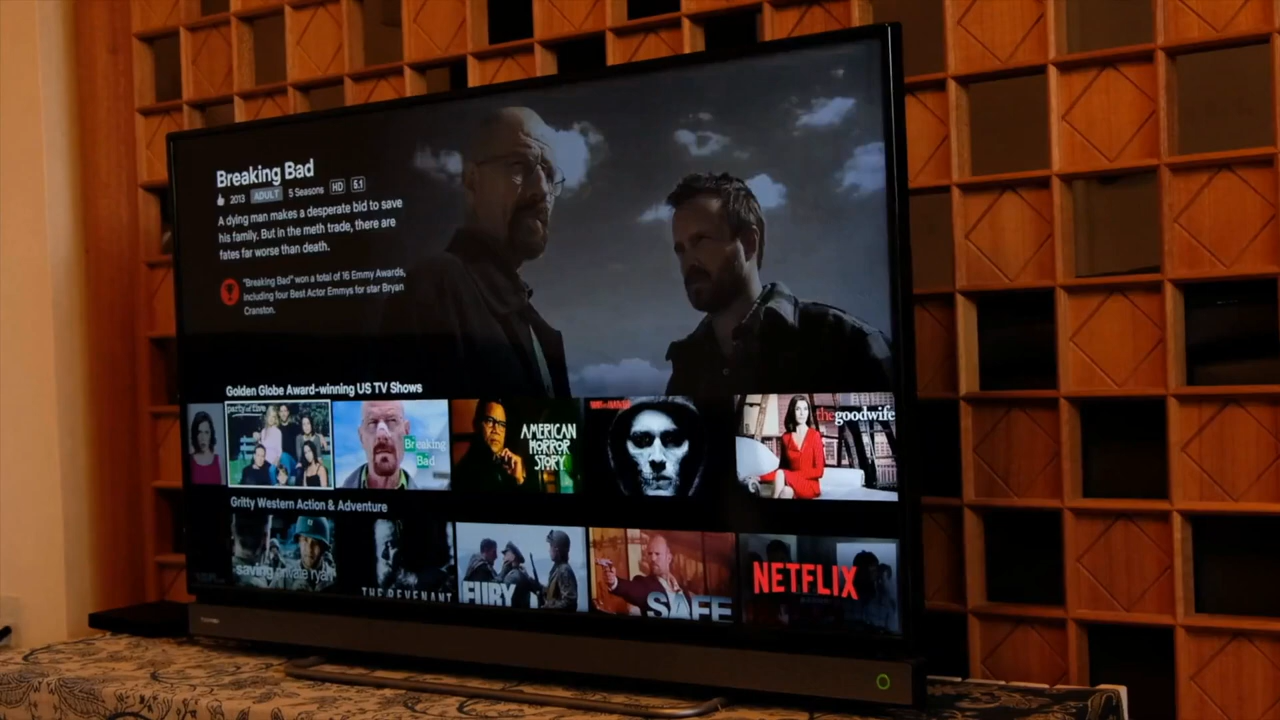 Breaking Bad
2013 ADULT 5 Seasons HD 5.1
A dying man makes a desperate bid to save
his family. But in the meth trade, there are
fates far worse than death.
"Breaking Bad" won a total of 16 Emmy Awards,
including four Best Actor Emmys for star Bryan
Cranston.
Golden Globe Award-winning US TV Shows
party of five
Breaking
Bad
AMERICAN
HORROR
STORY
thegoodwife
Gritty Western Action & Adventure
saving private ryan
THE REVENANT
FURY
SAFE
NETFLIX